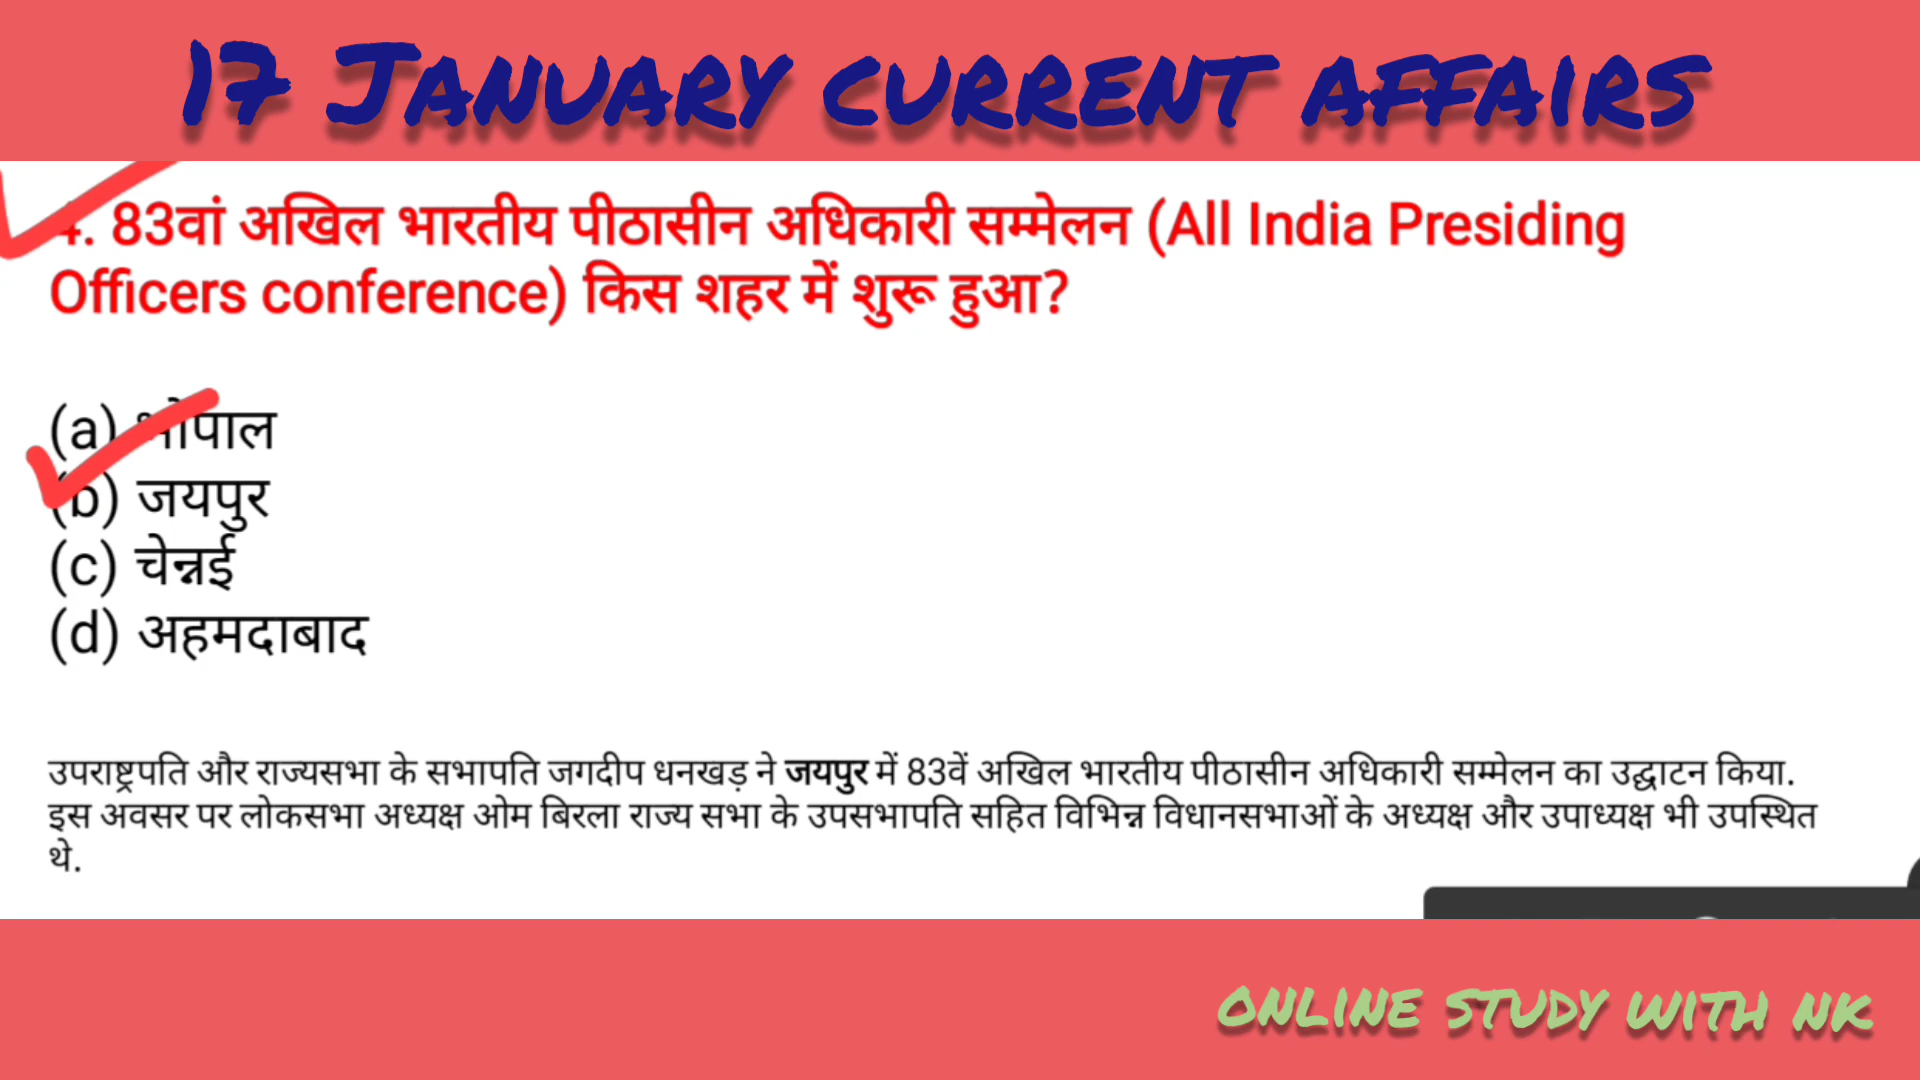 17 January current affairs
4. 83वां अखिल भारतीय पीठासीन अधिकारी सम्मेलन (All India Presiding
Officers conference) किस शहर में शुरू हुआ?
(a) भोपाल
(b) जयपुर
(c) चेन्नई
(d) अहमदाबाद
उपराष्ट्रपति और राज्यसभा के सभापति जगदीप धनखड़ ने जयपुर में 83वें अखिल भारतीय पीठासीन अधिकारी सम्मेलन का उद्घाटन किया.
इस अवसर पर लोकसभा अध्यक्ष ओम बिरला राज्य सभा के उपसभापति सहित विभिन्न विधानसभाओं के अध्यक्ष और उपाध्यक्ष भी उपस्थित
थे.
online study with nk